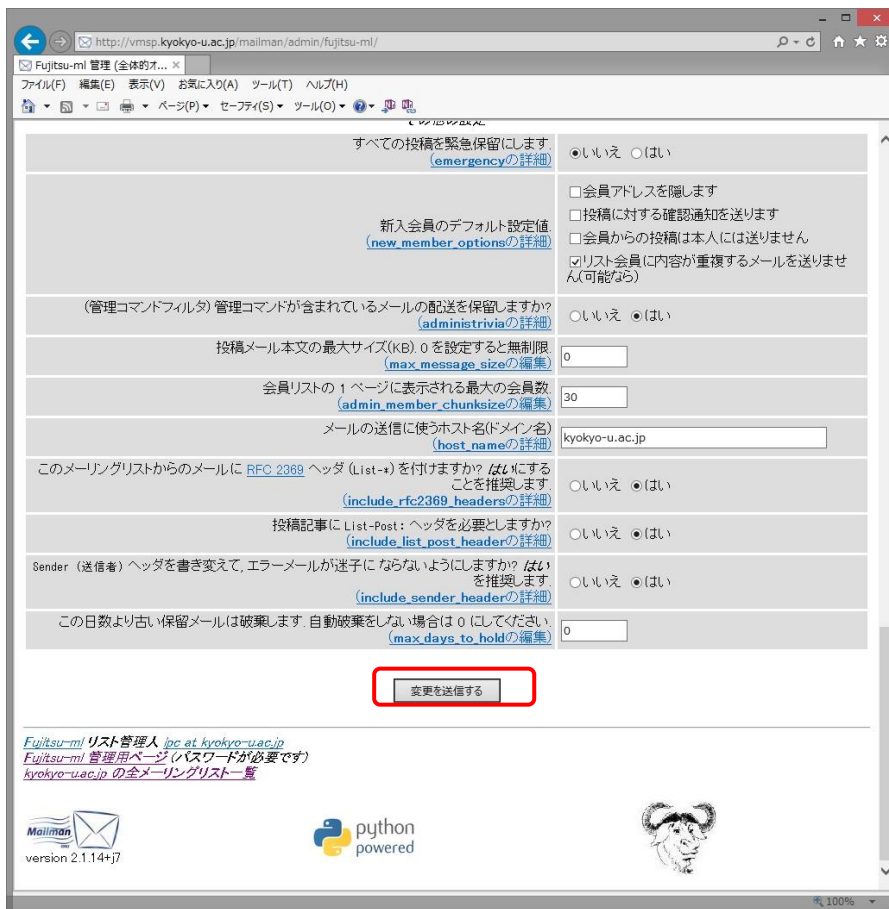 http://vmsp.kyokyo-u.ac.jp/mailman/admin/fujitsu-ml/
Fujitsu-ml 管理 (全体的オ... ×
ファイル(F) 編集(E) 表示(V) お気に入り(A) ツール(T) ヘルプ(H)
ページ(P) セーフティ(S) ツール(O)
その他の設定
すべての投稿を緊急保留にします.
(emergencyの詳細)
いいえ はい
新入会員のデフォルト設定値.
(new_member_optionsの詳細)
会員アドレスを隠します
投稿に対する確認通知を送ります
会員からの投稿は本人には送りません
リスト会員に内容が重複するメールを送りませ
ん(可能なら)
(管理コマンドフィルタ) 管理コマンドが含まれているメールの配送を保留しますか?
(administriviaの詳細)
いいえ はい
投稿メール本文の最大サイズ(KB). 0 を設定すると無制限.
(max_message_sizeの編集)
0
会員リストの 1 ページに表示される最大の会員数.
(admin_member_chunksizeの編集)
30
メールの送信に使うホスト名(ドメイン名)
(host_nameの詳細)
kyokyo-u.ac.jp
このメーリングリストからのメールに RFC 2369 ヘッダ (List-*) を付けますか? はいにする
ことを推奨します.
(include_rfc2369_headersの詳細)
いいえ はい
投稿記事に List-Post: ヘッダを必要としますか?
(include_list_post_headerの詳細)
いいえ はい
Sender (送信者) ヘッダを書き変えて, エラーメールが迷子に ならないようにしますか? はい
を推奨します.
(include_sender_headerの詳細)
いいえ はい
この日数より古い保留メールは破棄します. 自動破棄をしない場合は 0 にしてください.
(max_days_to_holdの編集)
0
変更を送信する
Fujitsu-ml リスト管理人 ipc at kyokyo-u.ac.jp
Fujitsu-ml 管理用ページ (パスワードが必要です)
kyokyo-u.ac.jp の全メーリングリスト一覧
Mailman
version 2.1.14+j7
python
powered
100%